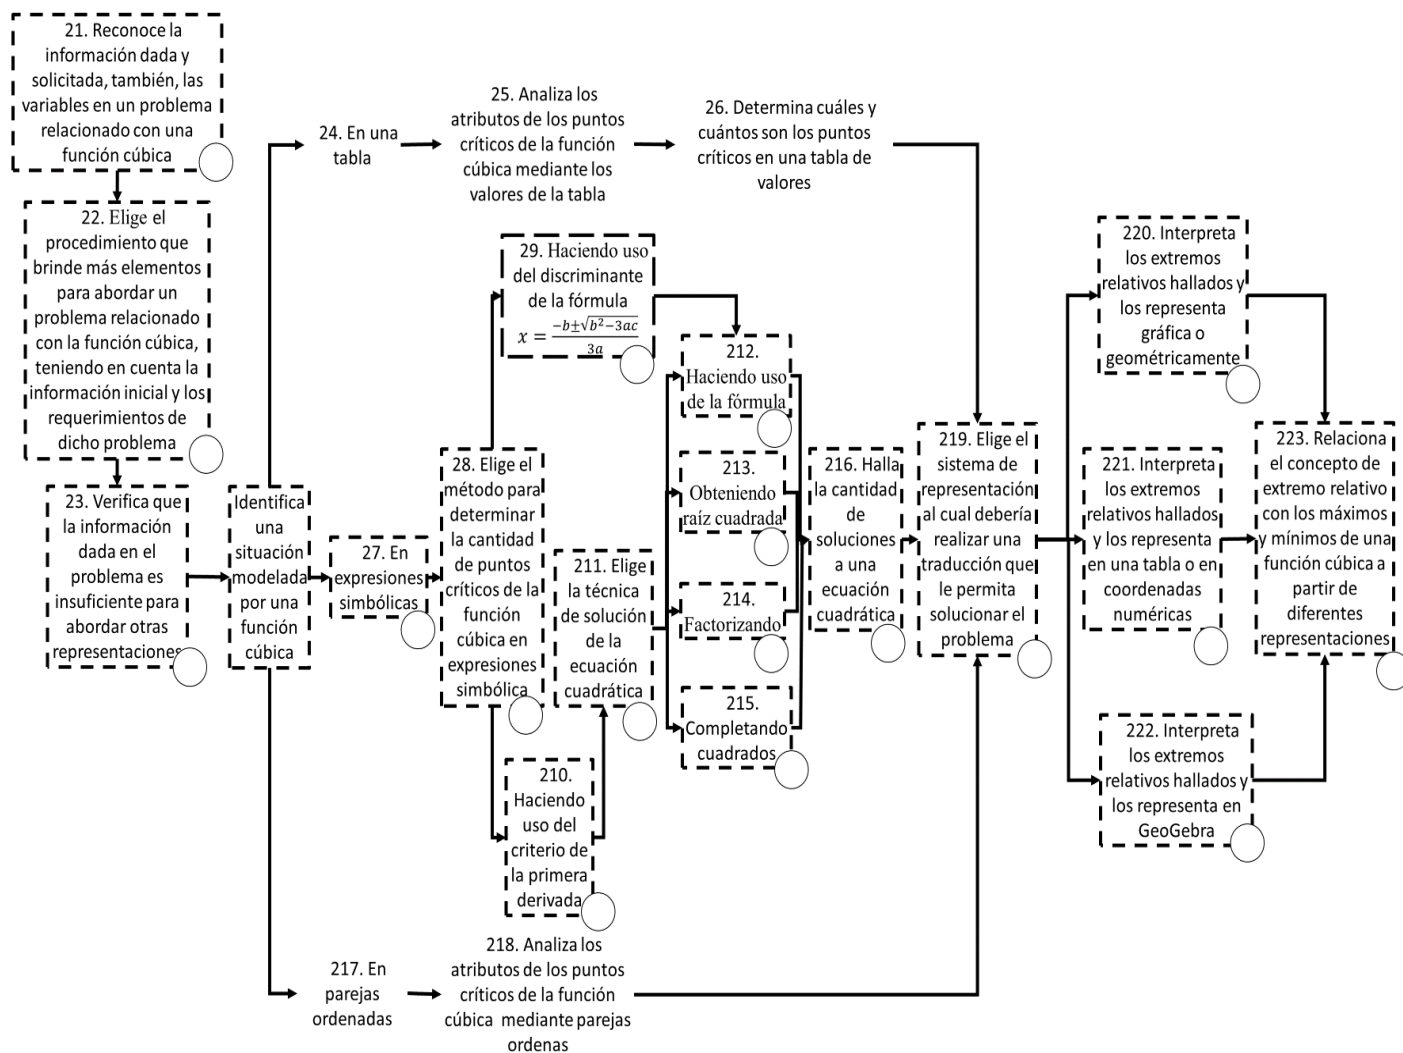 21. Reconoce la
información dada y
solicitada, también, las
variables en un problema
relacionado con una
función cúbica
22. Elige el
procedimiento que
brinde más elementos
para abordar un
problema relacionado
con la función cúbica,
teniendo en cuenta la
información inicial y los
requerimientos de
dicho problema
23. Verifica que
la información
dada en el
problema es
insuficiente para
abordar otras
representaciones
Identifica
una
situación
modelada
por una
función
cúbica
24. En una
tabla
25. Analiza los
atributos de los puntos
críticos de la función
cúbica mediante los
valores de la tabla
26. Determina cuáles y
cuántos son los puntos
críticos en una tabla de
valores
27. En
expresiones
simbólicas
28. Elige el
método para
determinar
la cantidad
de puntos
críticos de la
función
cúbica en
expresiones
simbólica
29. Haciendo uso
del discriminante
de la fórmula
x = \frac{-b±\sqrt{b^2-3ac}}{3a}
210.
Haciendo
uso del
criterio de
la primera
derivada
211. Elige
la técnica
de solución
de la
ecuación
cuadrática
212.
Haciendo uso
de la fórmula
213.
Obteniendo
raíz cuadrada
214.
Factorizando
215.
Completando
cuadrados
216. Halla
la cantidad
de
soluciones
a una
ecuación
cuadrática
217. En
parejas
ordenadas
218. Analiza los
atributos de los puntos
críticos de la función
cúbica mediante parejas
ordenas
219. Elige el
sistema de
representación
al cual debería
realizar una
traducción que
le permita
solucionar el
problema
220. Interpreta
los extremos
relativos hallados y
los representa
gráfica o
geométricamente
221. Interpreta
los extremos
relativos hallados
y los representa
en una tabla o en
coordenadas
numéricas
222. Interpreta
los extremos
relativos hallados y
los representa en
GeoGebra
223. Relaciona
el concepto de
extremo relativo
con los máximos
y mínimos de una
función cúbica a
partir de
diferentes
representaciones